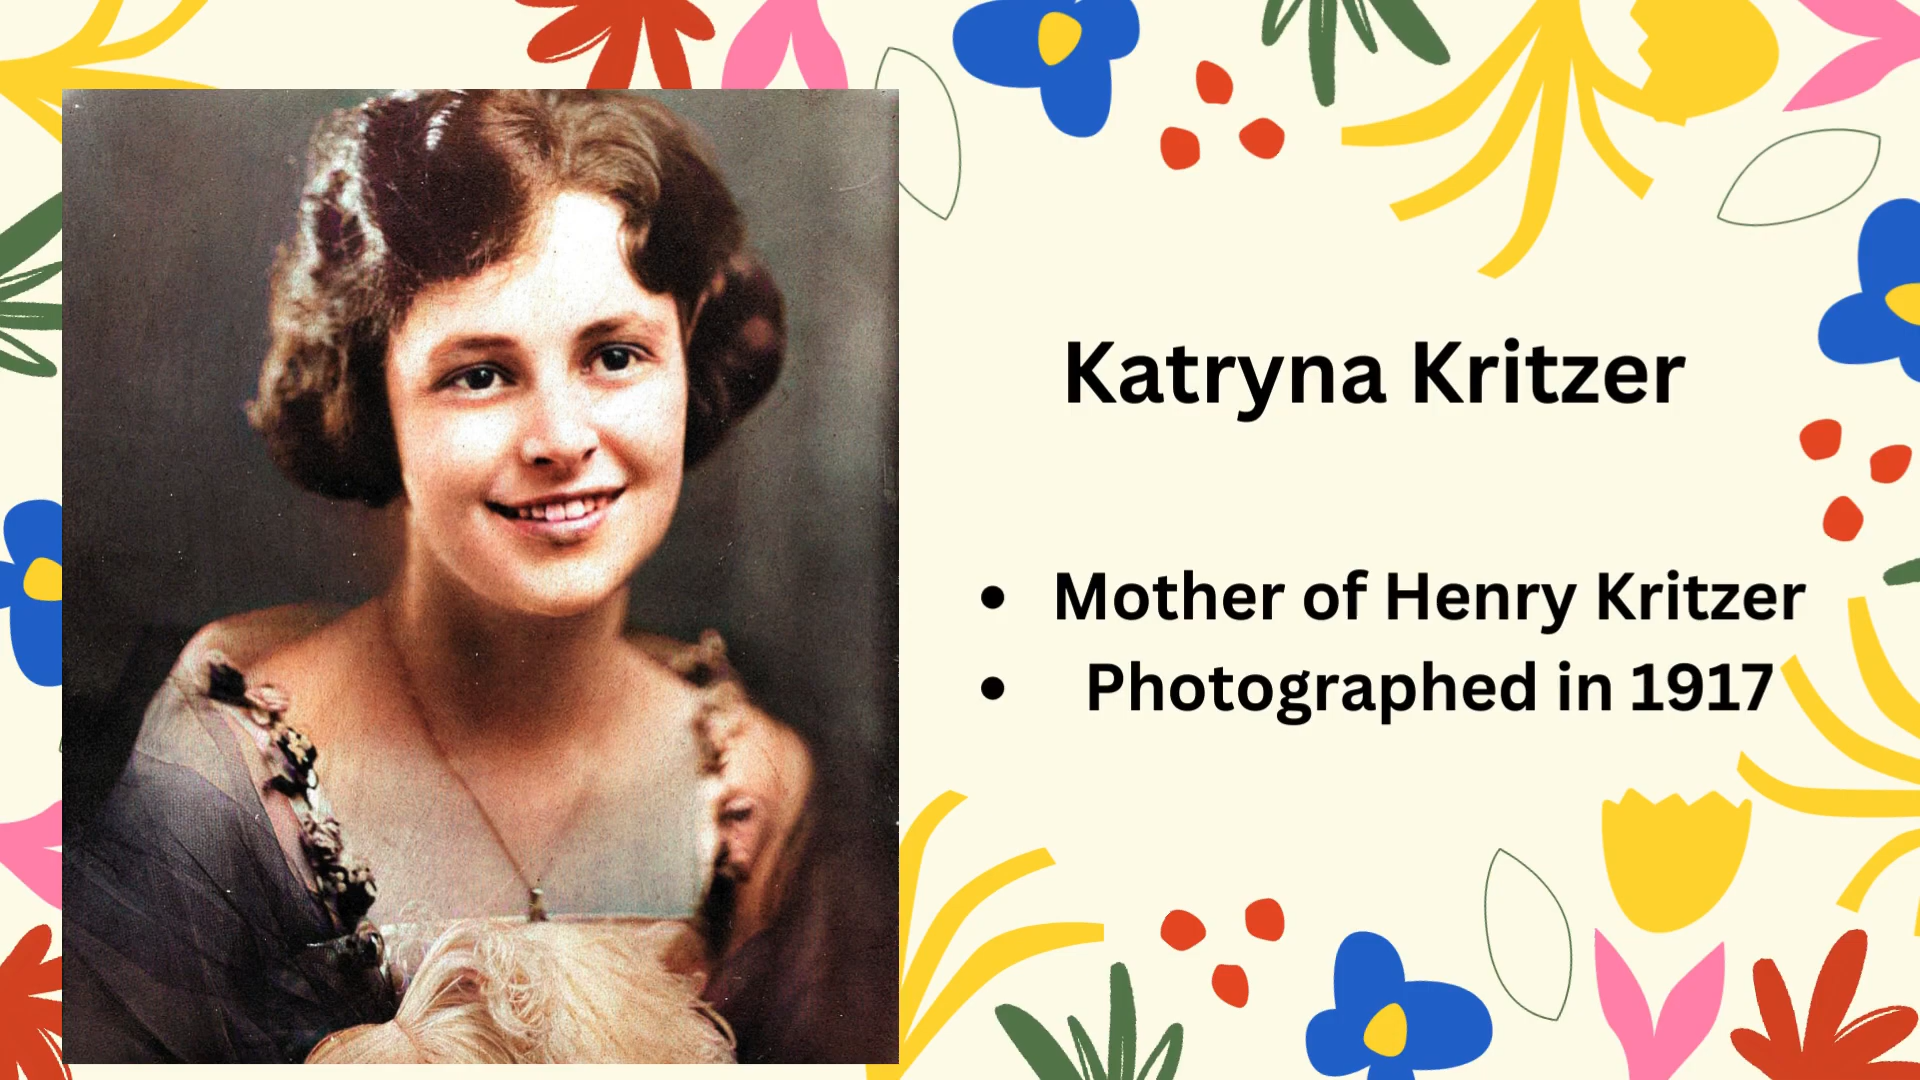 Katryna Kritzer
• Mother of Henry Kritzer
• Photographed in 1917